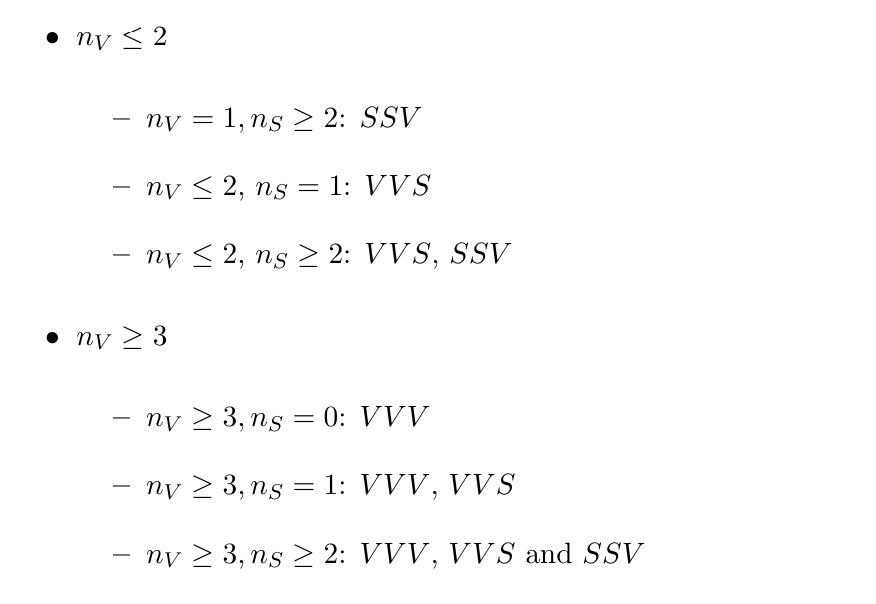 • n_V ≤ 2
– n_V = 1, n_S ≥ 2: SSV
– n_V ≤ 2, n_S = 1: VVS
– n_V ≤ 2, n_S ≥ 2: VVS, SSV
• n_V ≥ 3
– n_V ≥ 3, n_S = 0: VVV
– n_V ≥ 3, n_S = 1: VVV, VVS
– n_V ≥ 3, n_S ≥ 2: VVV, VVS and SSV